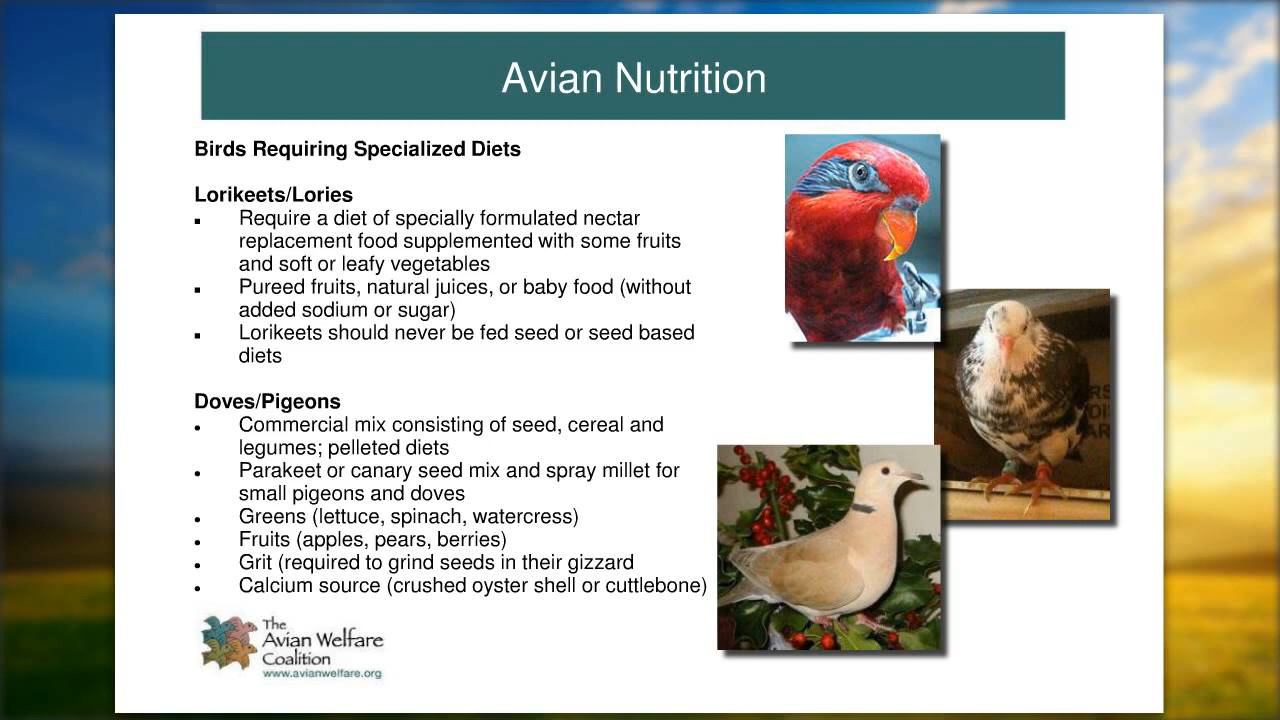 Avian Nutrition
Birds Requiring Specialized Diets
Lorikeets/Lories
Require a diet of specially formulated nectar
replacement food supplemented with some fruits
and soft or leafy vegetables
Pureed fruits, natural juices, or baby food (without
added sodium or sugar)
Lorikeets should never be fed seed or seed based
diets
Doves/Pigeons
Commercial mix consisting of seed, cereal and
legumes; pelleted diets
Parakeet or canary seed mix and spray millet for
small pigeons and doves
Greens (lettuce, spinach, watercress)
Fruits (apples, pears, berries)
Grit (required to grind seeds in their gizzard
Calcium source (crushed oyster shell or cuttlebone)
The
Avian Welfare
Coalition
www.avianwelfare.org